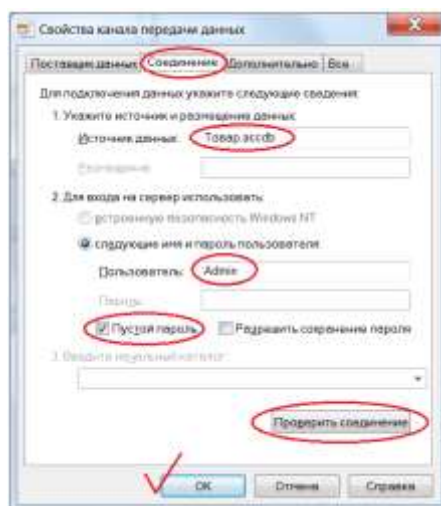 Свойства канала передачи данных
Поставщик данных Соединение Дополнительно Все
Для подключения данных укажите следующие сведения:
1. Укажите источник и размещение данных:
Источник данных: Товар.accdb
Размещение:
2. Для входа на сервер использовать:
встроенную безопасность Windows NT
следующие имя и пароль пользователя:
Пользователь: Admin
Пароль:
Пустой пароль Разрешить сохранение пароля
3. Введите начальный каталог:
Проверить соединение
ОК Отмена Справка